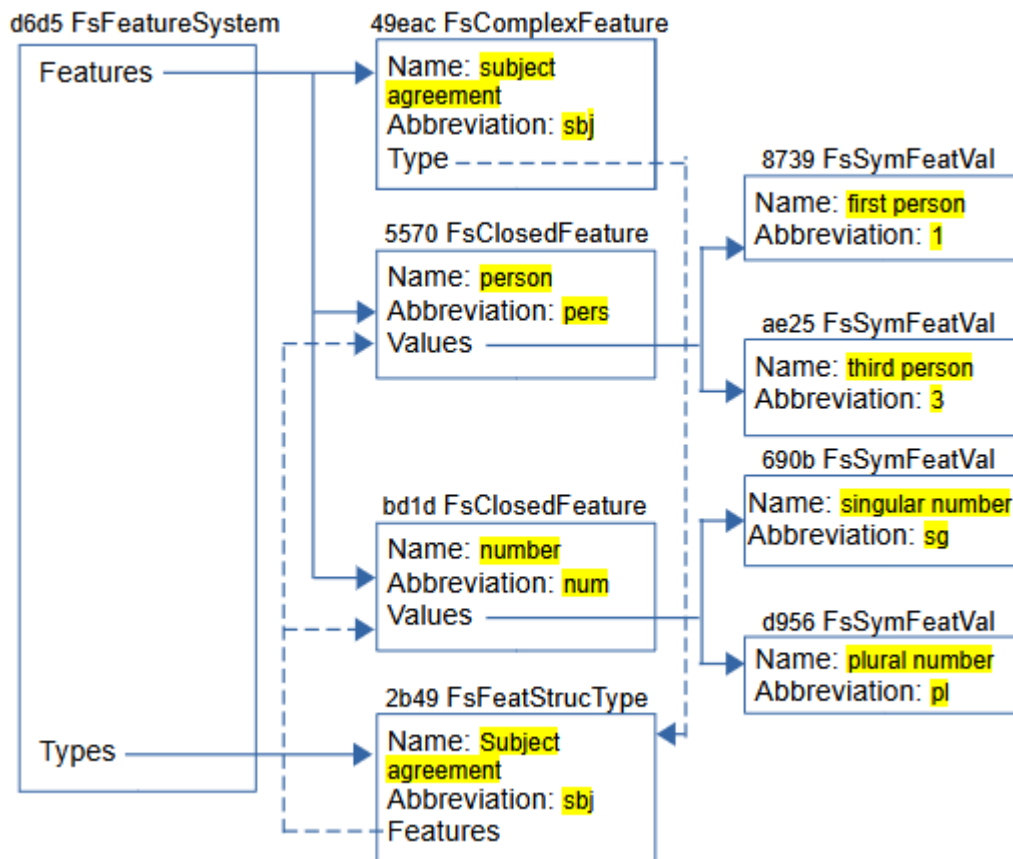 d6d5 FsFeatureSystem
Features
Types
49eac FsComplexFeature
Name: subject
agreement
Abbreviation: sbj
Type
5570 FsClosedFeature
Name: person
Abbreviation: pers
Values
bd1d FsClosedFeature
Name: number
Abbreviation: num
Values
2b49 FsFeatStrucType
Name: Subject
agreement
Abbreviation: sbj
Features
8739 FsSymFeatVal
Name: first person
Abbreviation: 1
ae25 FsSymFeatVal
Name: third person
Abbreviation: 3
690b FsSymFeatVal
Name: singular number
Abbreviation: sg
d956 FsSymFeatVal
Name: plural number
Abbreviation: pl